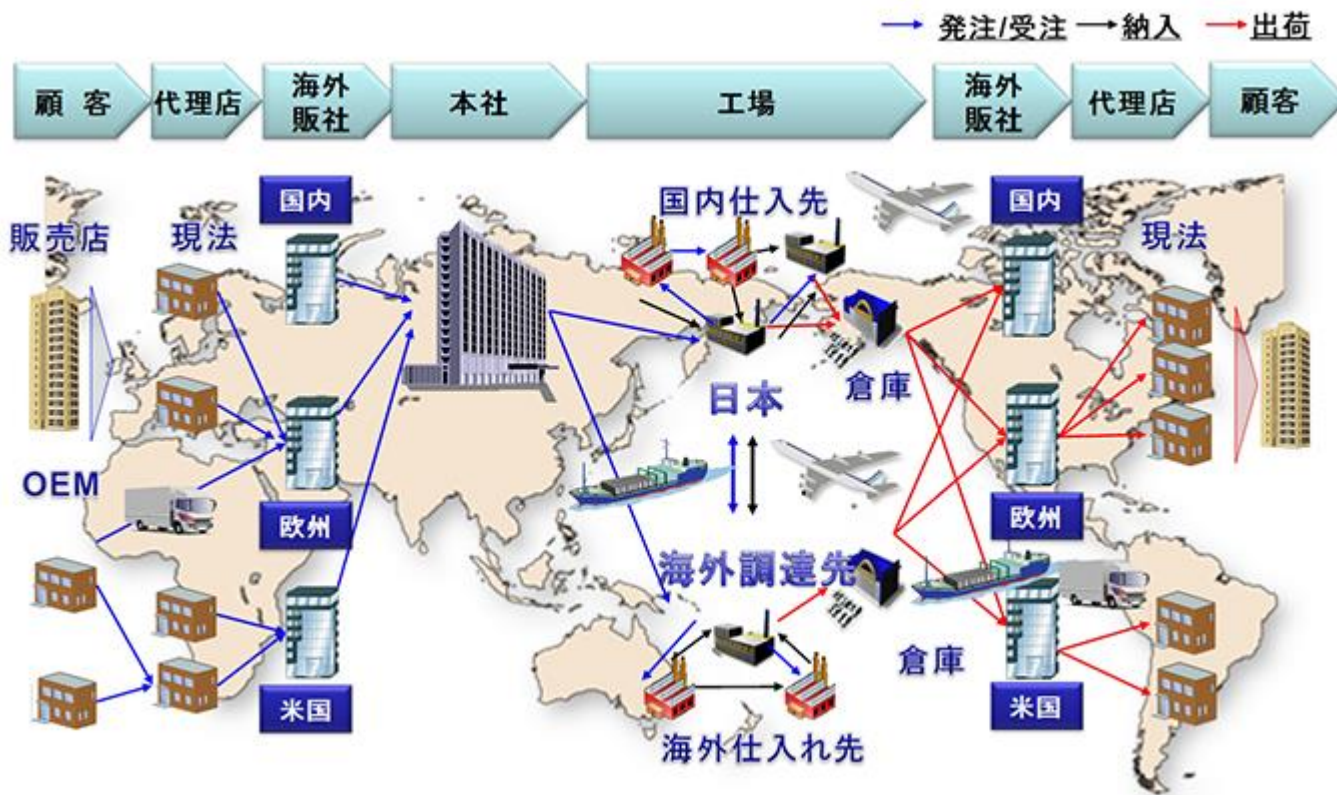 発注/受注 納入 出荷
顧 客
代理店
海外
販社
本社
工場
海外
販社
代理店
顧客
国内
国内仕入先
国内
販売店
現法
現法
倉庫
日本
OEM
欧州
欧州
海外調達先
倉庫
米国
米国
海外仕入れ先